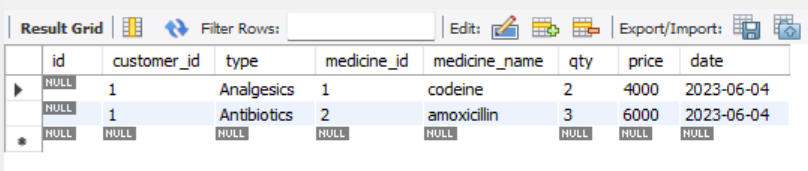 Result Grid Filter Rows: Edit: Export/Import:
id customer_id type medicine_id medicine_name qty price date
NULL 1 Analgesics 1 codeine 2 4000 2023-06-04
NULL 1 Antibiotics 2 amoxicillin 3 6000 2023-06-04
NULL NULL NULL NULL NULL NULL NULL NULL